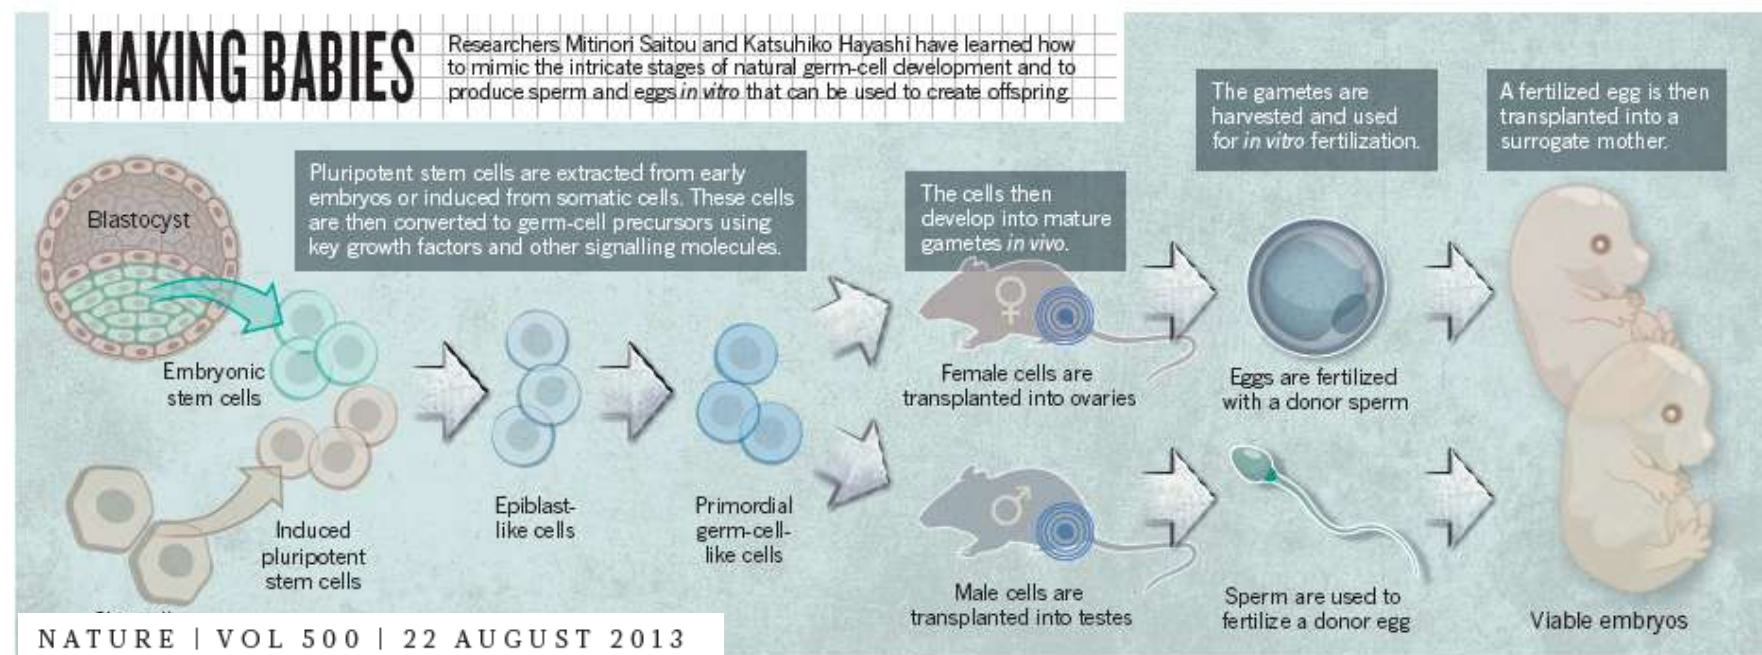 MAKING BABIES
Researchers Mitinori Saitou and Katsuhiko Hayashi have learned how
to mimic the intricate stages of natural germ-cell development and to
produce sperm and eggs in vitro that can be used to create offspring.
Pluripotent stem cells are extracted from early
embryos or induced from somatic cells. These cells
are then converted to germ-cell precursors using
key growth factors and other signalling molecules.
The cells then
develop into mature
gametes in vivo.
The gametes are
harvested and used
for in vitro fertilization.
A fertilized egg is then
transplanted into a
surrogate mother.
Blastocyst
Embryonic
stem cells
Induced
pluripotent
stem cells
Epiblast-
like cells
Primordial
germ-cell-
like cells
Female cells are
transplanted into ovaries
Male cells are
transplanted into testes
Eggs are fertilized
with a donor sperm
Sperm are used to
fertilize a donor egg
Viable embryos
NATURE | VOL 500 | 22 AUGUST 2013